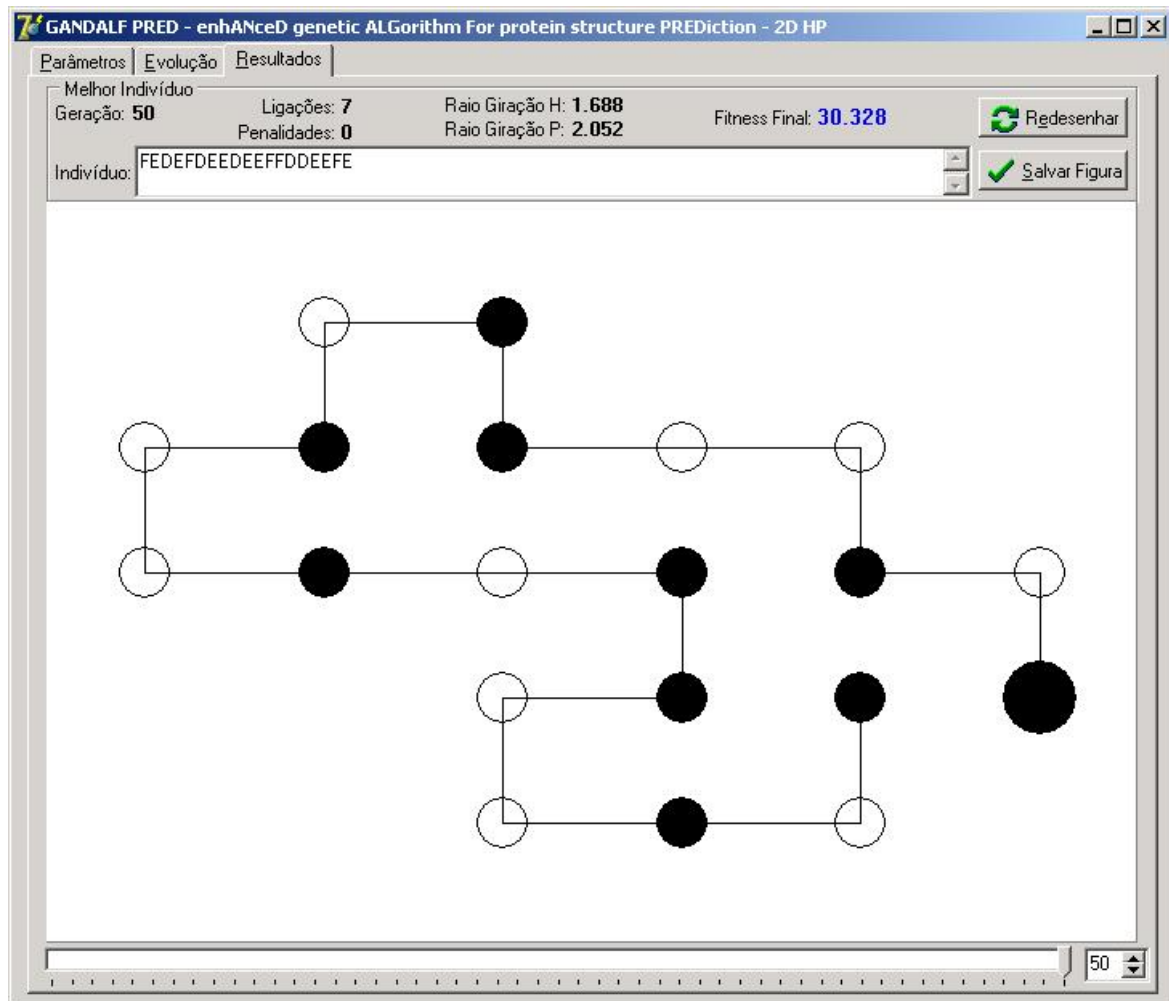 GANDALF PRED - enhANceD genetic ALGorithm For protein structure PREDiction - 2D HP
Parâmetros Evolução Resultados
Melhor Indivíduo
Geração: 50 Ligações: 7 Raio Giração H: 1.688 Fitness Final: 30.328 Redesenhar
Penalidades: 0 Raio Giração P: 2.052
Indivíduo: FEDEFDEEDEEFFDDEEFE Salvar Figura
50